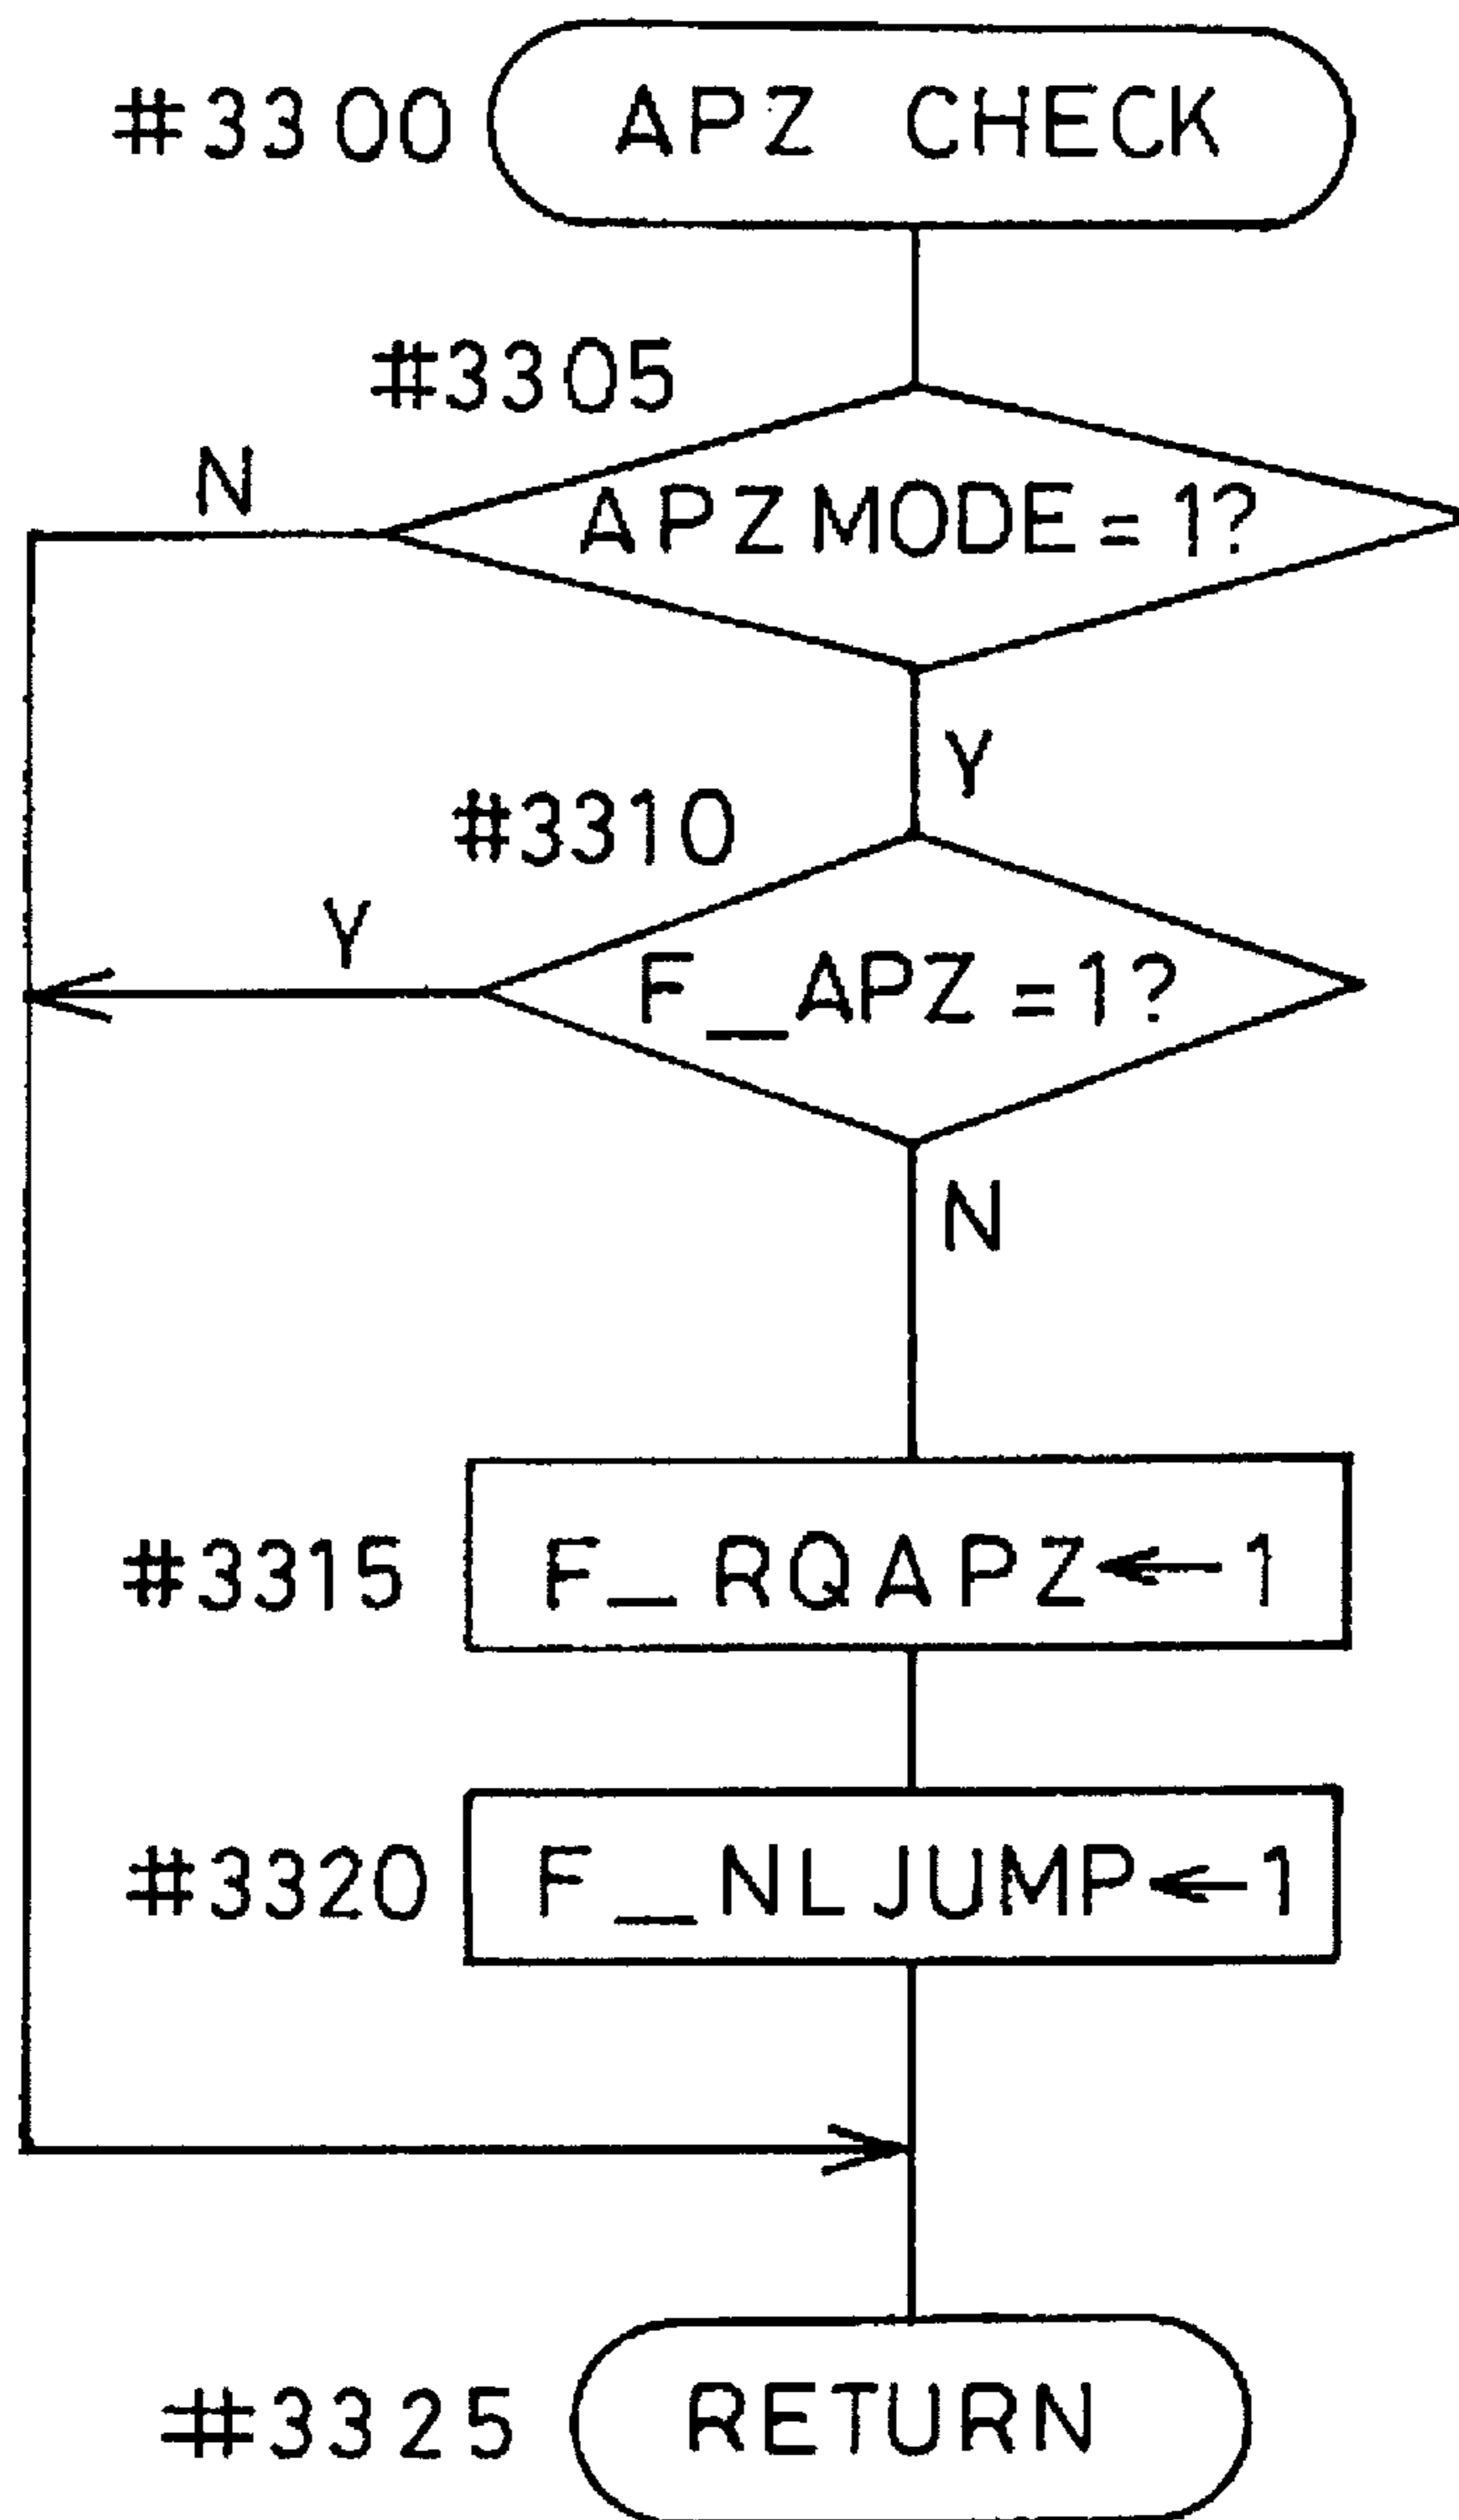 #3300 APZ CHECK
#3305
N
APZ MODE=1?
Y
#3310
Y
F_APZ=1?
N
#3315 F_RQAPZ←1
#3320 F_NLJUMP←1
#3325 RETURN